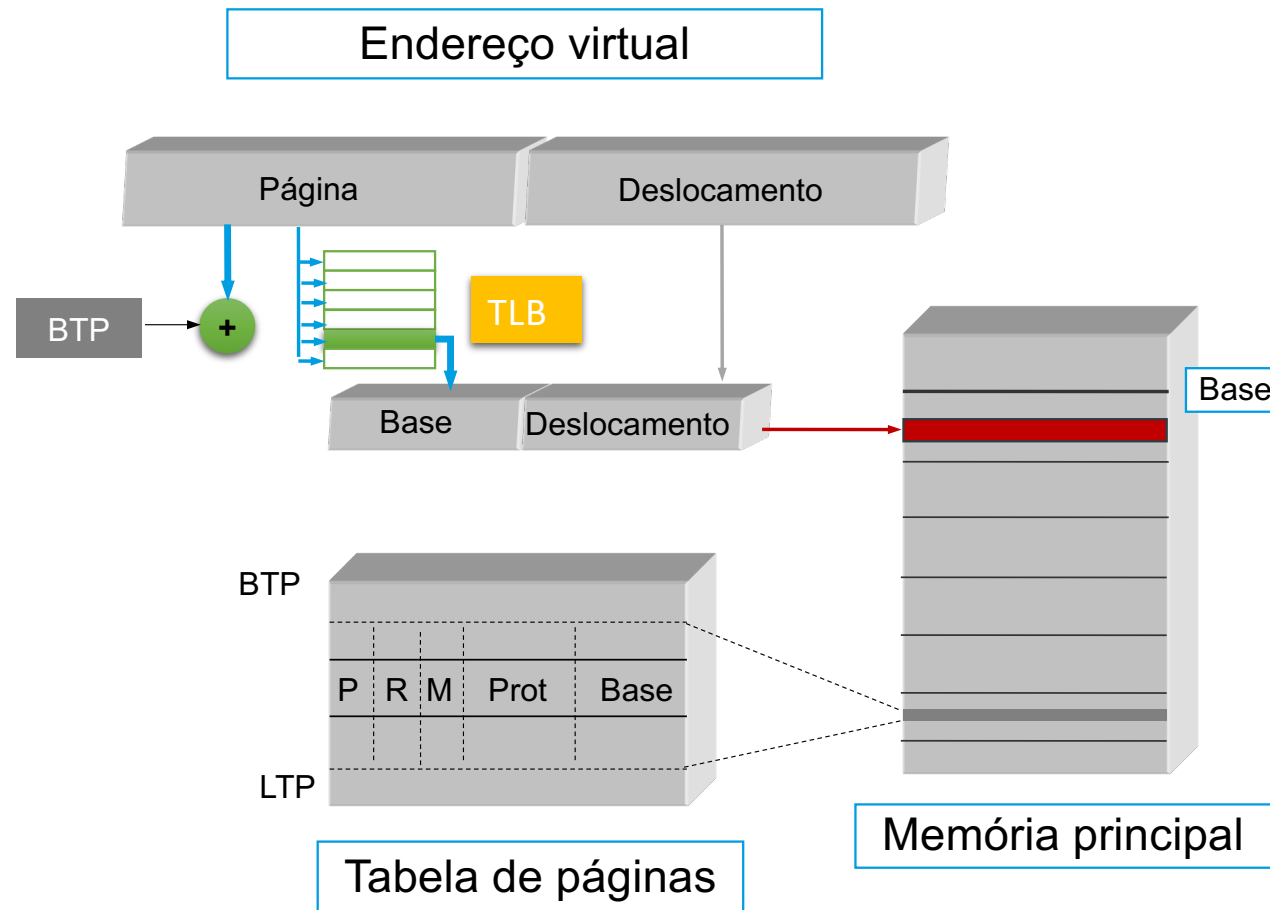 Endereço virtual
Página
Deslocamento
BTP
+
TLB
Base
Base
Deslocamento
BTP
P R M Prot Base
LTP
Memória principal
Tabela de páginas